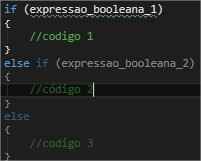 if (expressao_booleana_1)
{
    //codigo 1
}
else if (expressao_booleana_2)
{
    //código 2
}
else
{
    //codigo 3
}